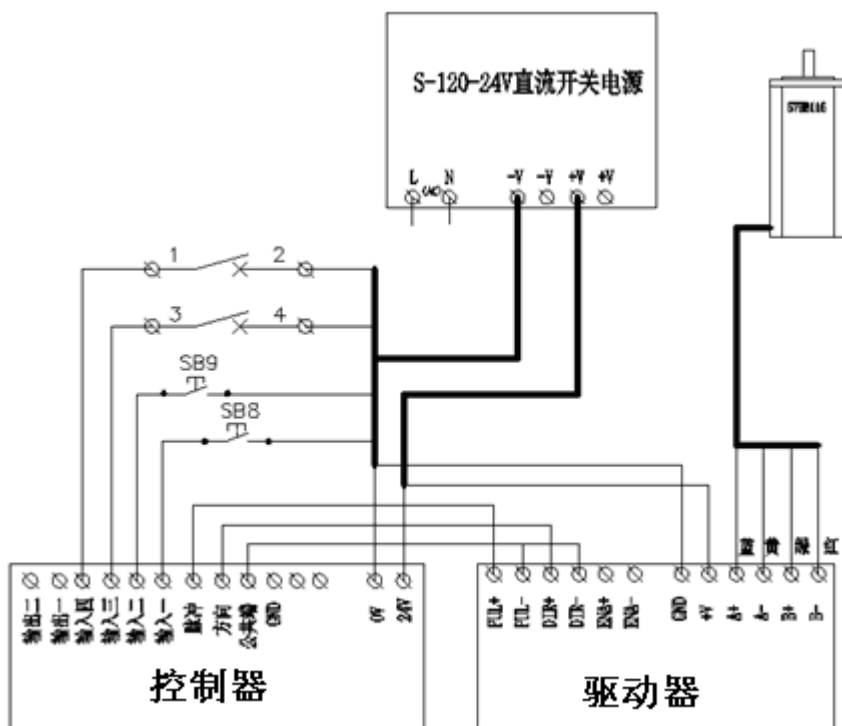 S-120-24V直流开关电源
L
N
(AC)
-V
-V
+V
+V
1
2
3
4
SB9
SB8
蓝
黄
绿
红
输出二
输出一
输入四
输入三
输入二
输入一
脉冲
方向
公共端
GND
0V
24V
PUL+
PUL-
DIR+
DIR-
ENA+
ENA-
GND
+V
A+
A-
B+
B-
控制器
驱动器